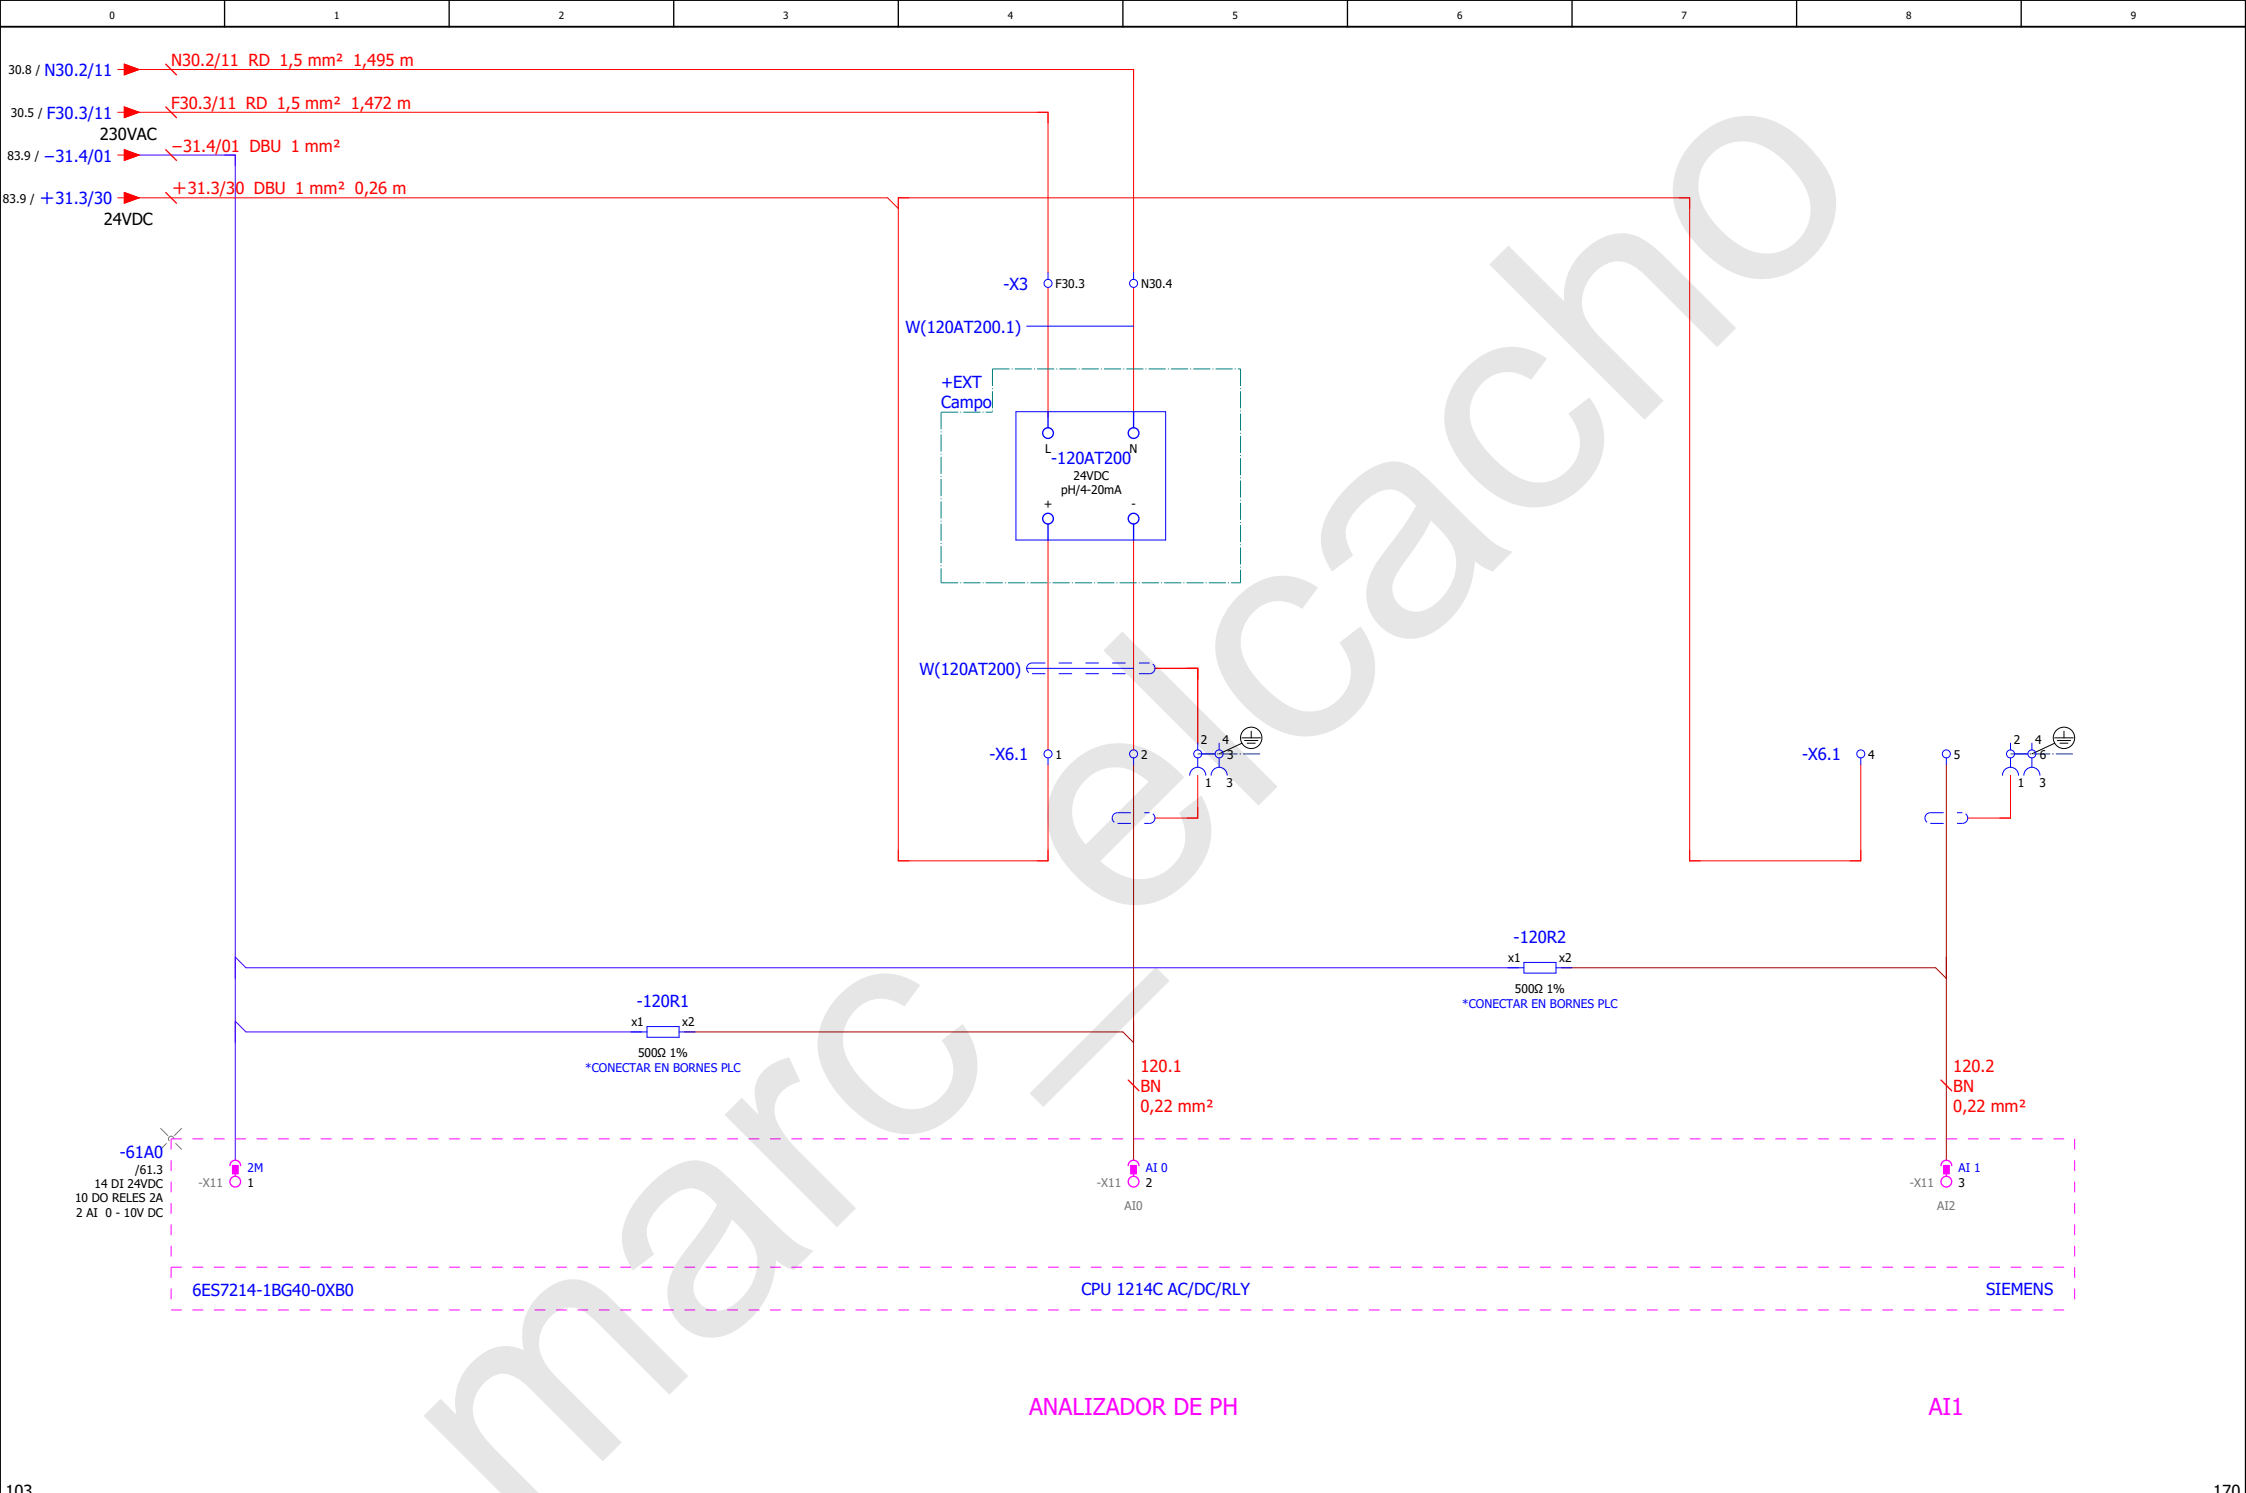 0 1 2 3 4 5 6 7 8 9
30.8 / N30.2/11 N30.2/11 RD 1,5 mm² 1,495 m
30.5 / F30.3/11 F30.3/11 RD 1,5 mm² 1,472 m
230VAC
83.9 / −31.4/01 −31.4/01 DBU 1 mm²
83.9 / +31.3/30 +31.3/30 DBU 1 mm² 0,26 m
24VDC
-X3 F30.3 N30.4
W(120AT200.1)
+EXT
Campo
L N
-120AT200
24VDC
pH/4-20mA
+ -
W(120AT200)
2 4 2 4
-X6.1 1 2 3 -X6.1 4 5 6
1 3 1 3
-120R2
x1 x2
500Ω 1%
*CONECTAR EN BORNES PLC
-120R1
x1 x2
500Ω 1%
*CONECTAR EN BORNES PLC
120.1
BN
0,22 mm²
120.2
BN
0,22 mm²
-61A0
/61.3
14 DI 24VDC
10 DO RELES 2A
2 AI 0 - 10V DC
2M
-X11 1
AI 0
-X11 2
AI0
AI 1
-X11 3
AI2
6ES7214-1BG40-0XB0 CPU 1214C AC/DC/RLY SIEMENS
ANALIZADOR DE PH AI1
103 170
marc_elcacho